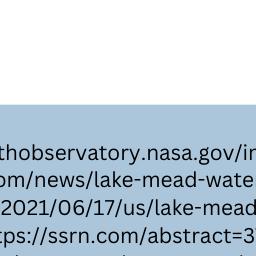 thobservatory.nasa.gov/in
om/news/lake-mead-wate
2021/06/17/us/lake-mead
tps://ssrn.com/abstract=3